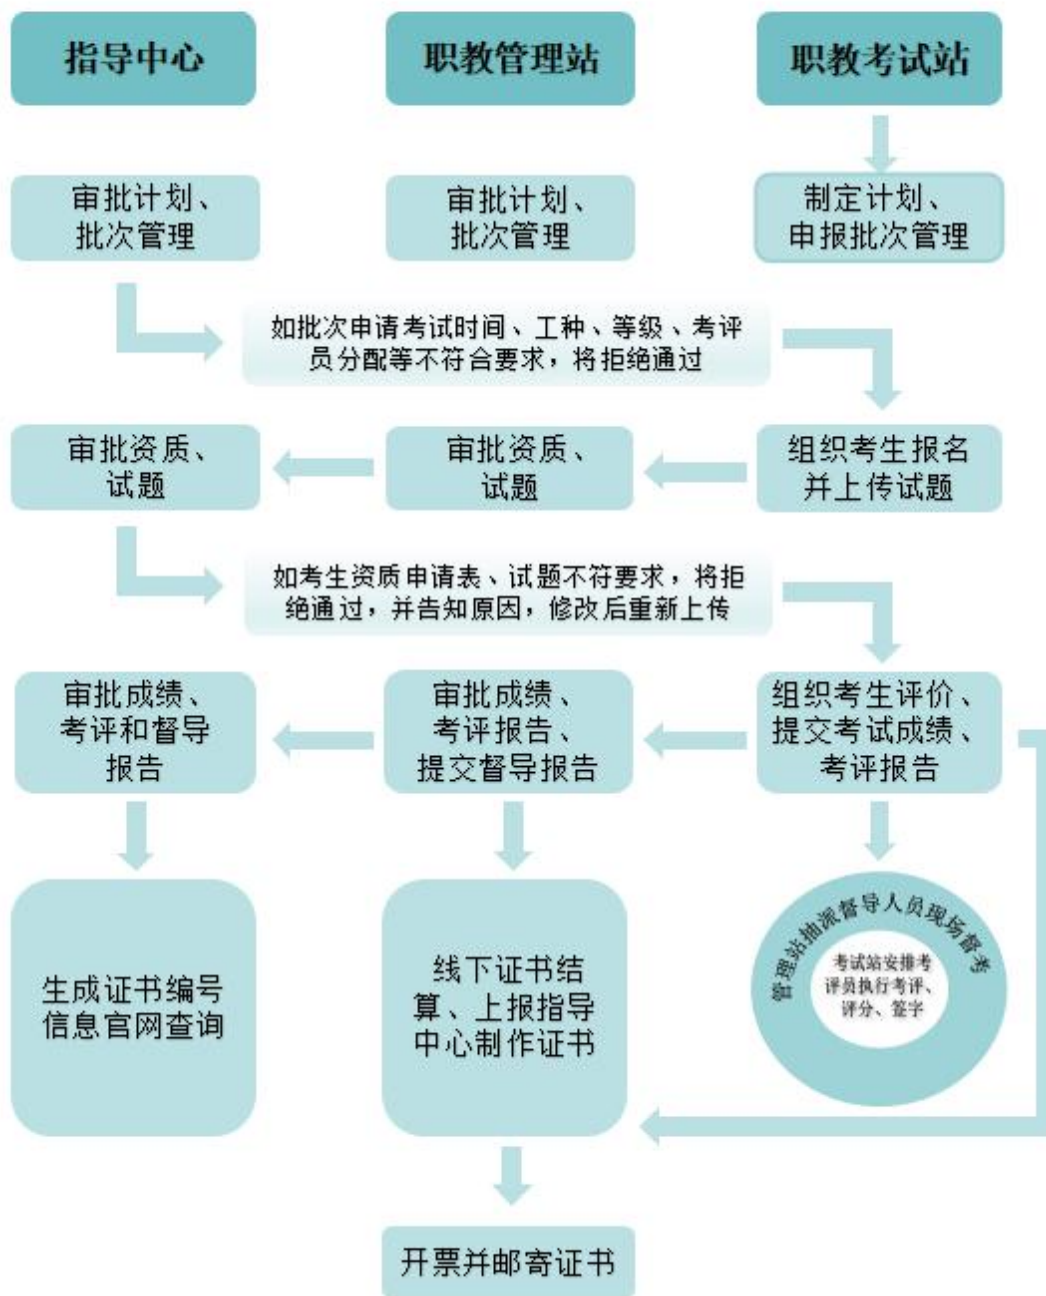 指导中心
职教管理站
职教考试站
审批计划、
批次管理
审批计划、
批次管理
制定计划、
申报批次管理
如批次申请考试时间、工种、等级、考评
员分配等不符合要求，将拒绝通过
审批资质、
试题
审批资质、
试题
组织考生报名
并上传试题
如考生资质申请表、试题不符要求，将拒
绝通过，并告知原因，修改后重新上传
审批成绩、
考评和督导
报告
审批成绩、
考评报告、
提交督导报告
组织考生评价、
提交考试成绩、
考评报告
生成证书编号
信息官网查询
线下证书结
算、上报指导
中心制作证书
管理站抽派督导人员现场督考
考试站安排考
评员执行考评、
评分、签字
开票并邮寄证书